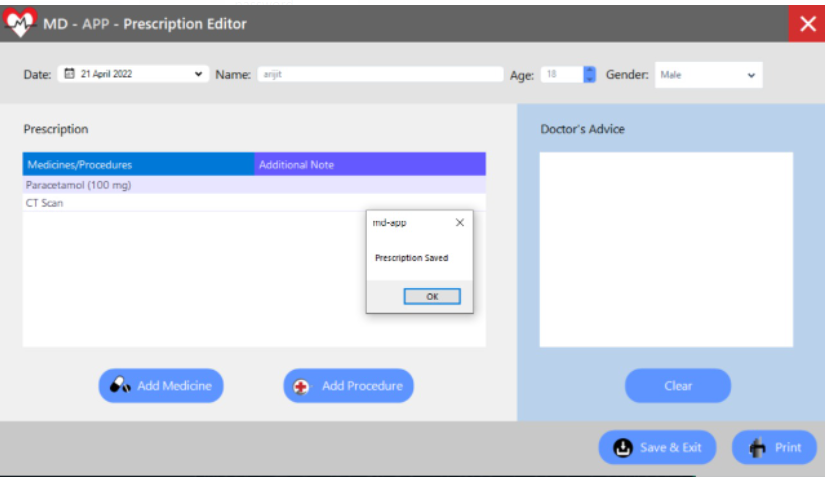 MD - APP - Prescription Editor
Date: 21 April 2022 Name: arijit Age: 18 Gender: Male
Prescription
Medicines/Procedures Additional Note
Paracetamol (100 mg)
CT Scan
md-app
Prescription Saved
OK
Add Medicine Add Procedure
Doctor's Advice
Clear
Save & Exit Print